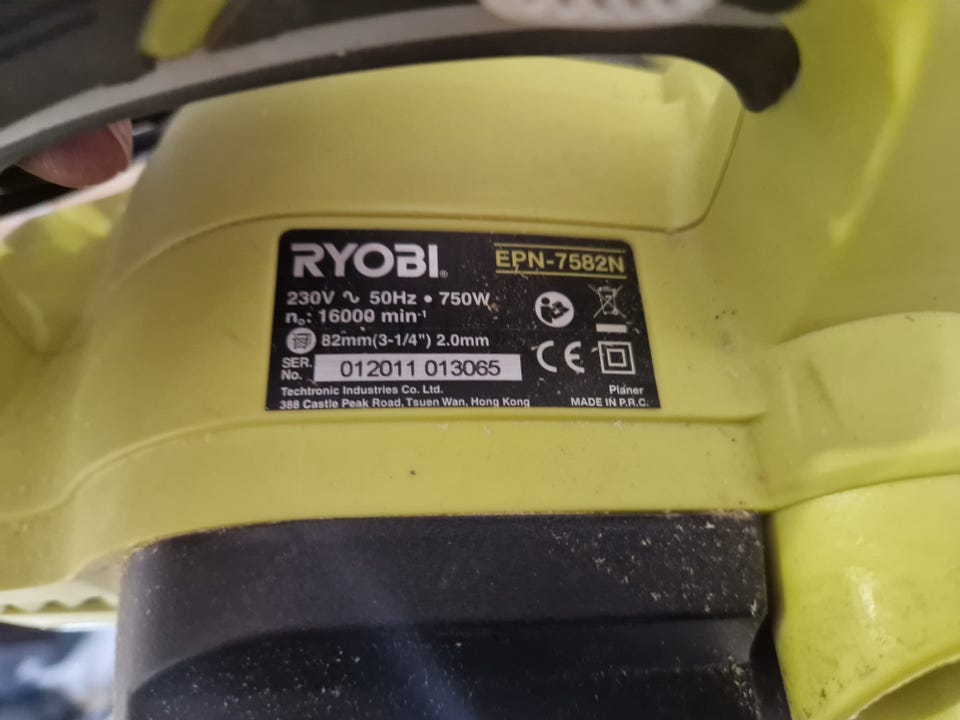 RYOBI®
EPN-7582N
230V ∿ 50Hz • 750W
n₀: 16000 min⁻¹
82mm(3-1/4") 2.0mm
SER. No. 012011 013065
CE
Techtronic Industries Co. Ltd.
388 Castle Peak Road, Tsuen Wan, Hong Kong
Planer
MADE IN P.R.C.